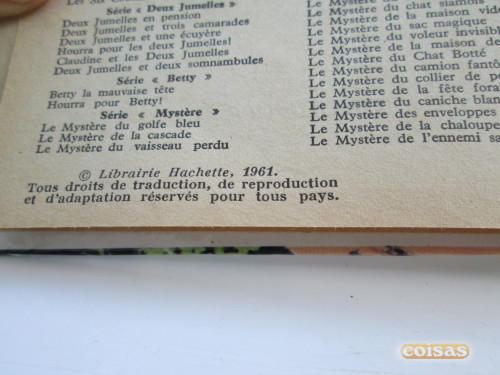 Série « Deux Jumelles »
Deux Jumelles en pension
Deux Jumelles et trois camarades
Deux Jumelles et une écuyère
Hourra pour les deux Jumelles!
Claudine et les Deux Jumelles
Deux Jumelles et deux somnambules
Série « Betty »
Betty la mauvaise tête
Hourra pour Betty!
Série « Mystère »
Le Mystère du golfe bleu
Le Mystère de la cascade
Le Mystère du vaisseau perdu
Le Mystère du chat siamois
Le Mystère de la maison
Le Mystère du sac magique
Le Mystère du voleur
Le Mystère de la maison de
Le Mystère du Chat Botté
Le Mystère du camion
Le Mystère du collier de
Le Mystère de la fête
Le Mystère du caniche
Le Mystère des enveloppes
Le Mystère de la chaloupe
Le Mystère de l'ennemi
© Librairie Hachette, 1961.
Tous droits de traduction, de reproduction
et d'adaptation réservés pour tous pays.
coisas